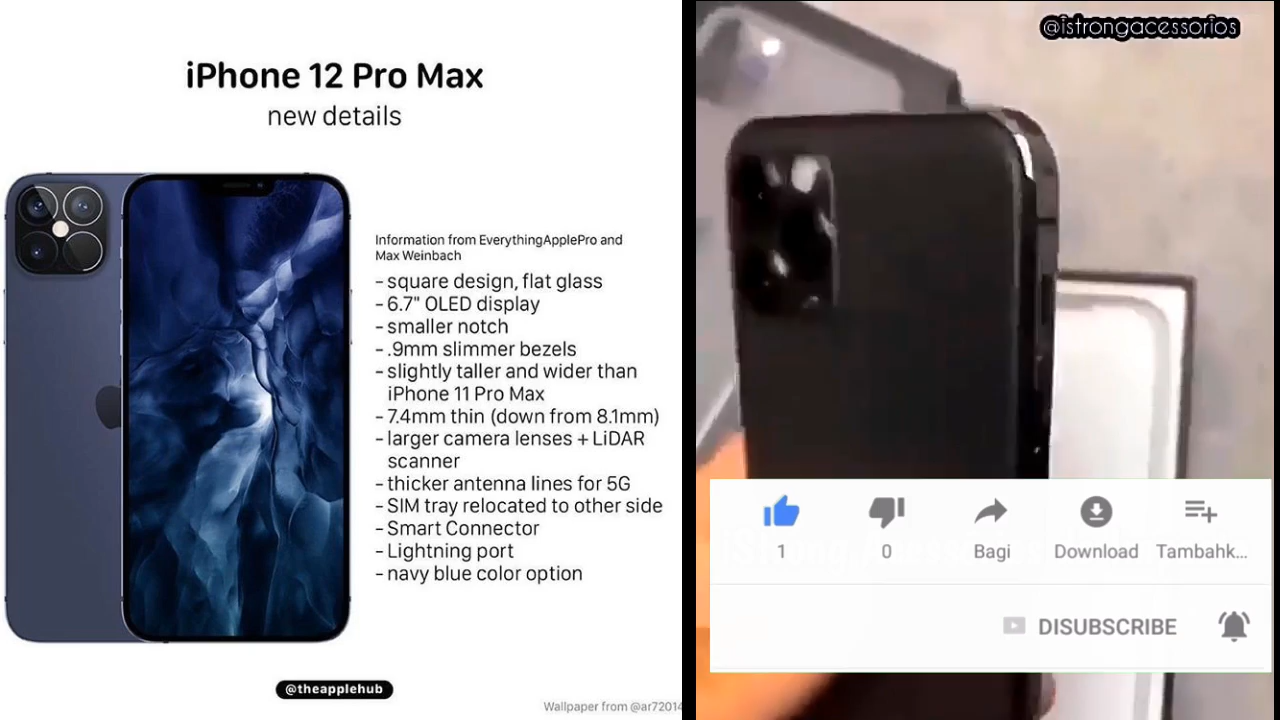 iPhone 12 Pro Max
new details
Information from EverythingApplePro and
Max Weinbach
- square design, flat glass
- 6.7" OLED display
- smaller notch
- .9mm slimmer bezels
- slightly taller and wider than
iPhone 11 Pro Max
- 7.4mm thin (down from 8.1mm)
- larger camera lenses + LiDAR
scanner
- thicker antenna lines for 5G
- SIM tray relocated to other side
- Smart Connector
- Lightning port
- navy blue color option
@theapplehub
Wallpaper from @ar72014
@istrongacessorios
1
0
Bagi
Download
Tambahk...
DISUBSCRIBE